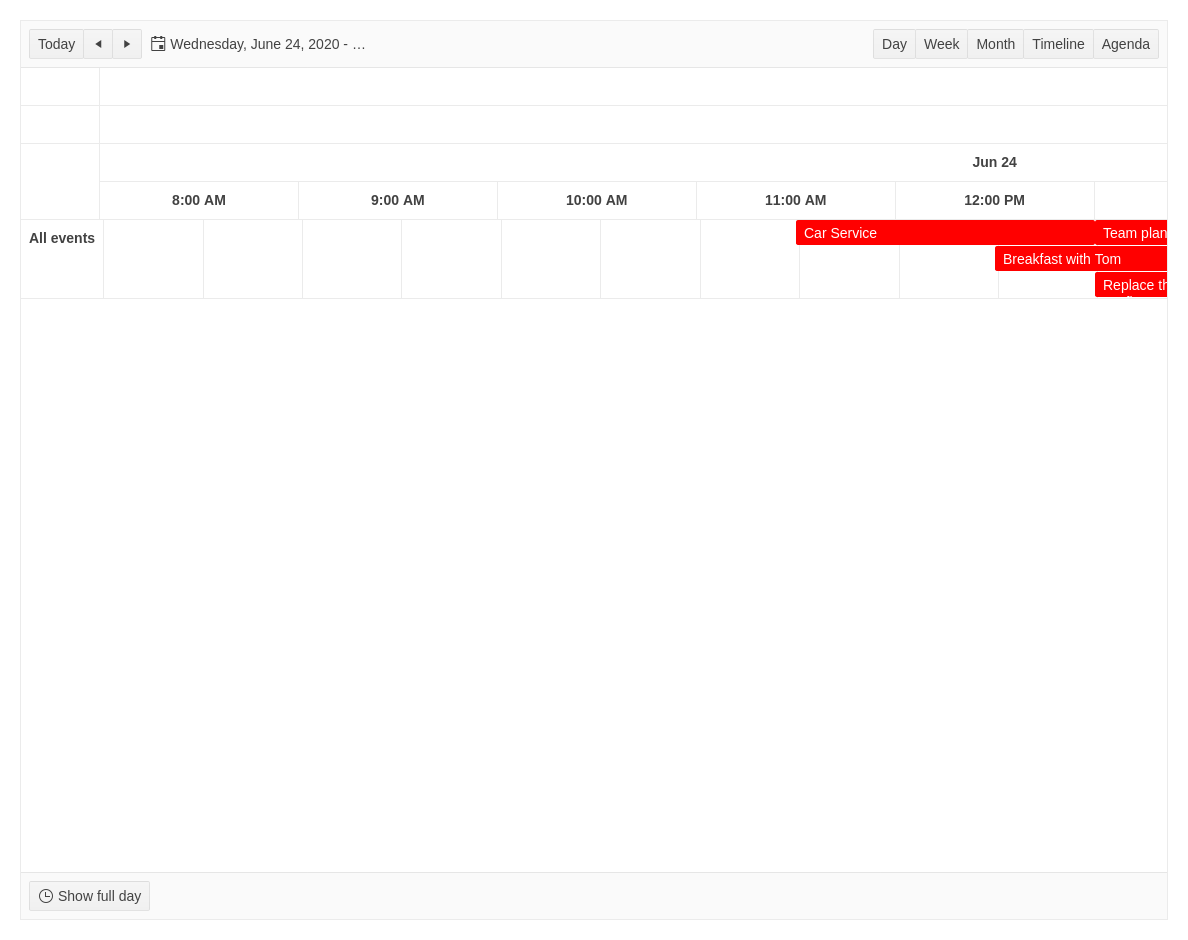 Today
Wednesday, June 24, 2020 - …
Day
Week
Month
Timeline
Agenda
Jun 24
8:00 AM
9:00 AM
10:00 AM
11:00 AM
12:00 PM
All events
Car Service
Team plan
Breakfast with Tom
Replace th
Show full day